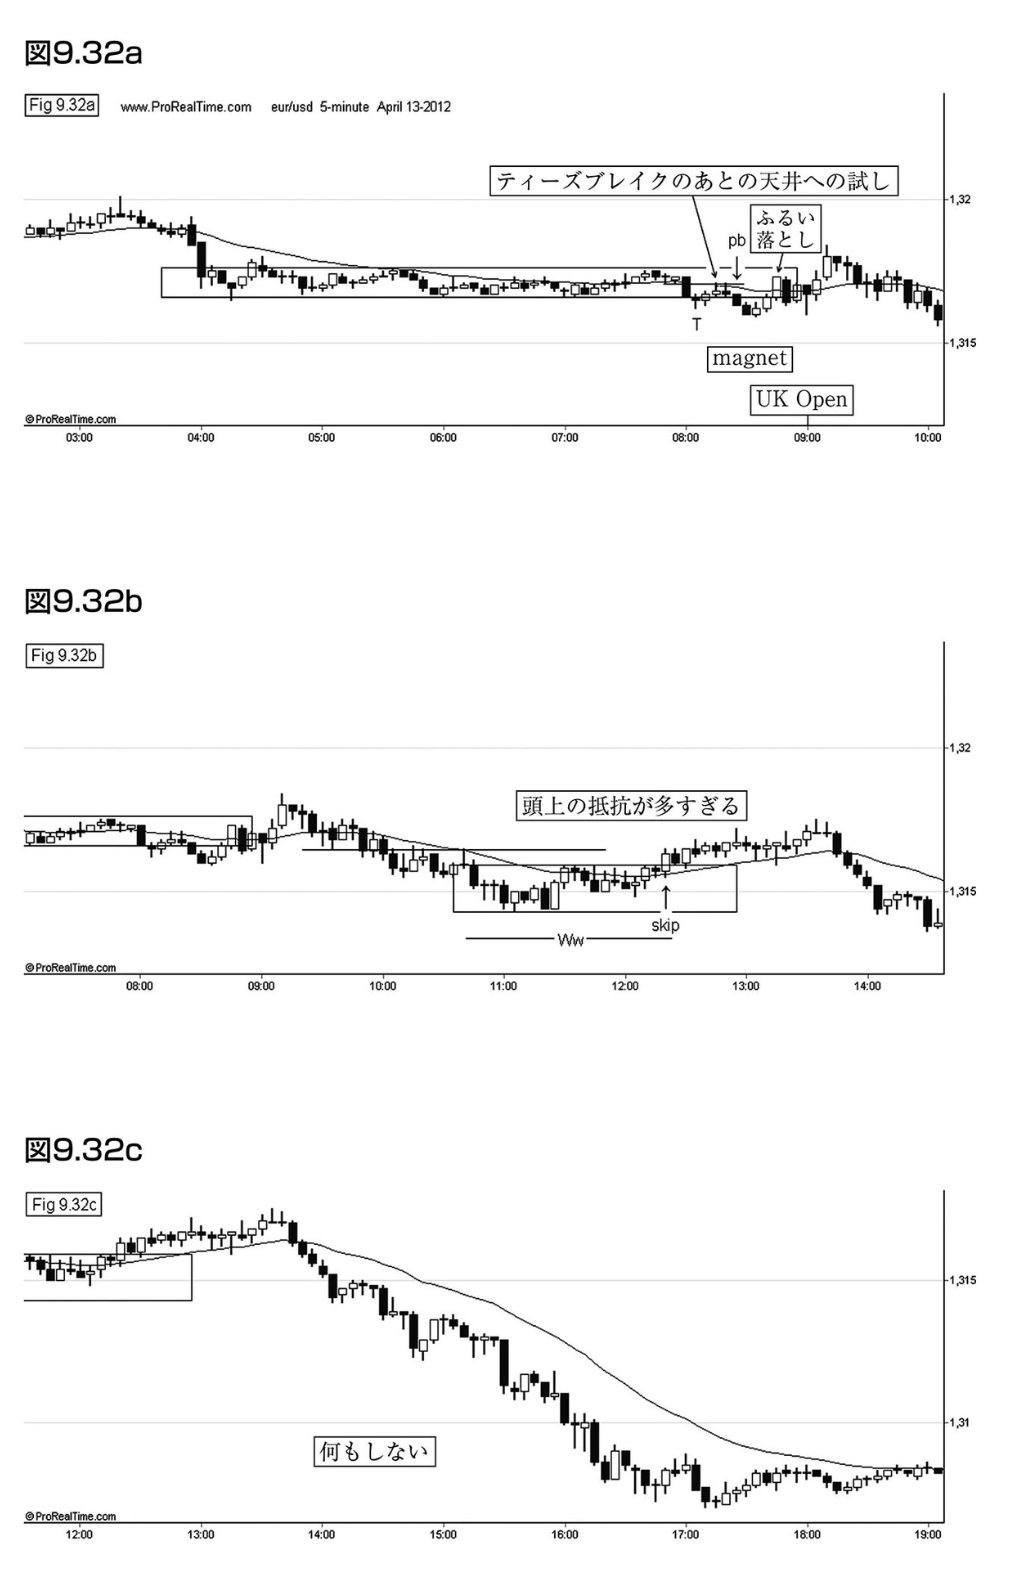 図9.32a
Fig 9.32a www.ProRealTime.com eur/usd 5-minute April 13-2012
ティーズブレイクのあとの天井への試し
1,32
ふるい
落とし
pb
T
1,315
magnet
UK Open
©ProRealTime.com
03:00 04:00 05:00 06:00 07:00 08:00 09:00 10:00
図9.32b
Fig 9.32b
1,32
頭上の抵抗が多すぎる
1,315
skip
Ww
©ProRealTime.com
08:00 09:00 10:00 11:00 12:00 13:00 14:00
図9.32c
Fig 9.32c
1,315
1,31
何もしない
©ProRealTime.com
12:00 13:00 14:00 15:00 16:00 17:00 18:00 19:00